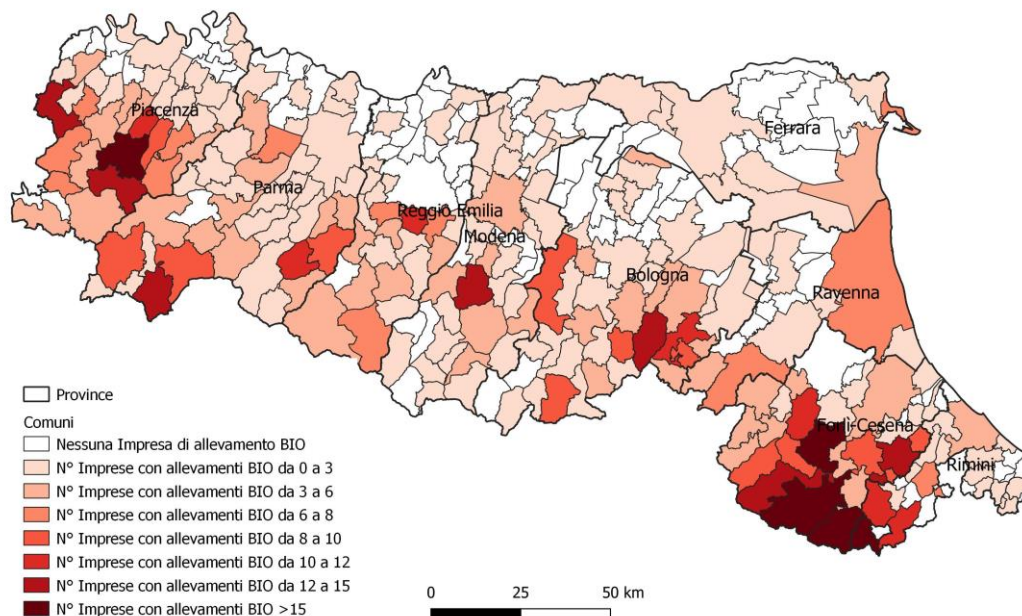 Piacenza
Parma
Reggio Emilia
Modena
Bologna
Ferrara
Ravenna
Forlì-Cesena
Rimini
Province
Comuni
Nessuna Impresa di allevamento BIO
N° Imprese con allevamenti BIO da 0 a 3
N° Imprese con allevamenti BIO da 3 a 6
N° Imprese con allevamenti BIO da 6 a 8
N° Imprese con allevamenti BIO da 8 a 10
N° Imprese con allevamenti BIO da 10 a 12
N° Imprese con allevamenti BIO da 12 a 15
N° Imprese con allevamenti BIO >15
0 25 50 km